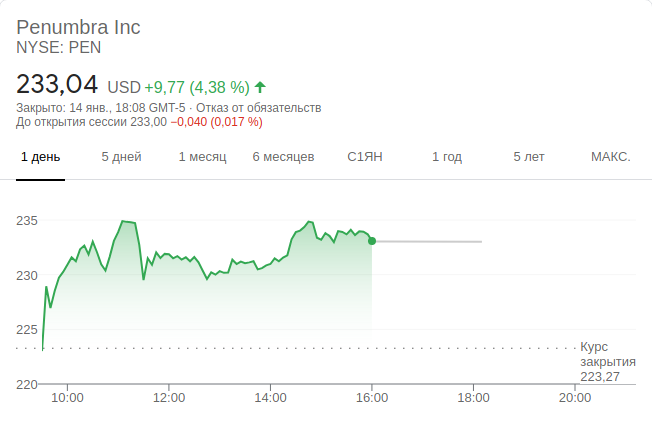 Penumbra Inc
NYSE: PEN
233,04 USD +9,77 (4,38 %)
Закрыто: 14 янв., 18:08 GMT-5 · Отказ от обязательств
До открытия сессии 233,00 −0,040 (0,017 %)
1 день 5 дней 1 месяц 6 месяцев С1ЯН 1 год 5 лет МАКС.
235
230
225
Курс
закрытия
223,27
220
10:00 12:00 14:00 16:00 18:00 20:00